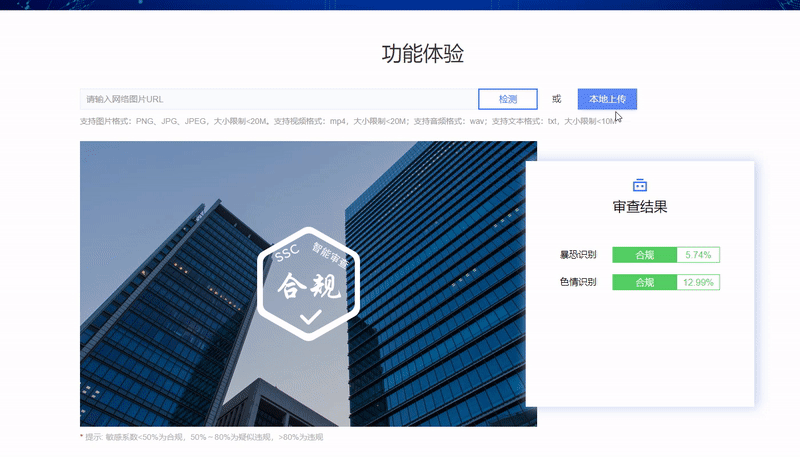 功能体验
请输入网络图片URL
检测
或
本地上传
支持图片格式：PNG、JPG、JPEG，大小限制<20M、支持视频格式：mp4，大小限制<20M；支持音频格式：wav；支持文本格式：txt，大小限制<10M
SSC 智能审查
合规
审查结果
暴恐识别 合规 5.74%
色情识别 合规 12.99%
* 提示: 敏感系数<50%为合规，50%－80%为疑似违规，>80%为违规